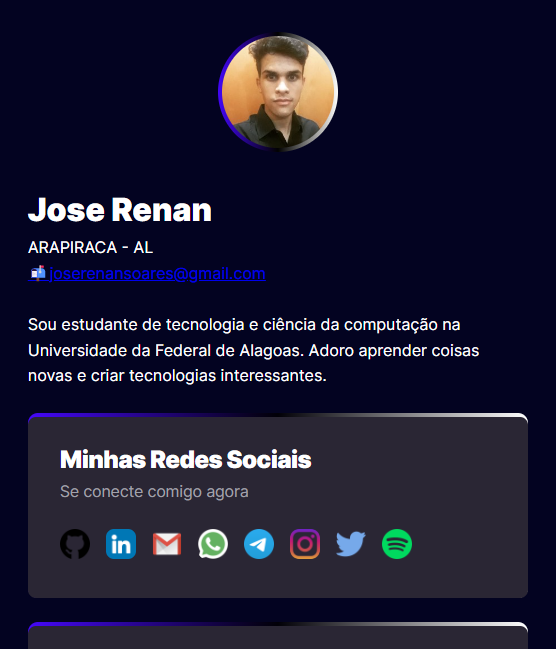 Jose Renan
ARAPIRACA - AL
📬joserenansoares@gmail.com
Sou estudante de tecnologia e ciência da computação na
Universidade da Federal de Alagoas. Adoro aprender coisas
novas e criar tecnologias interessantes.
Minhas Redes Sociais
Se conecte comigo agora
in